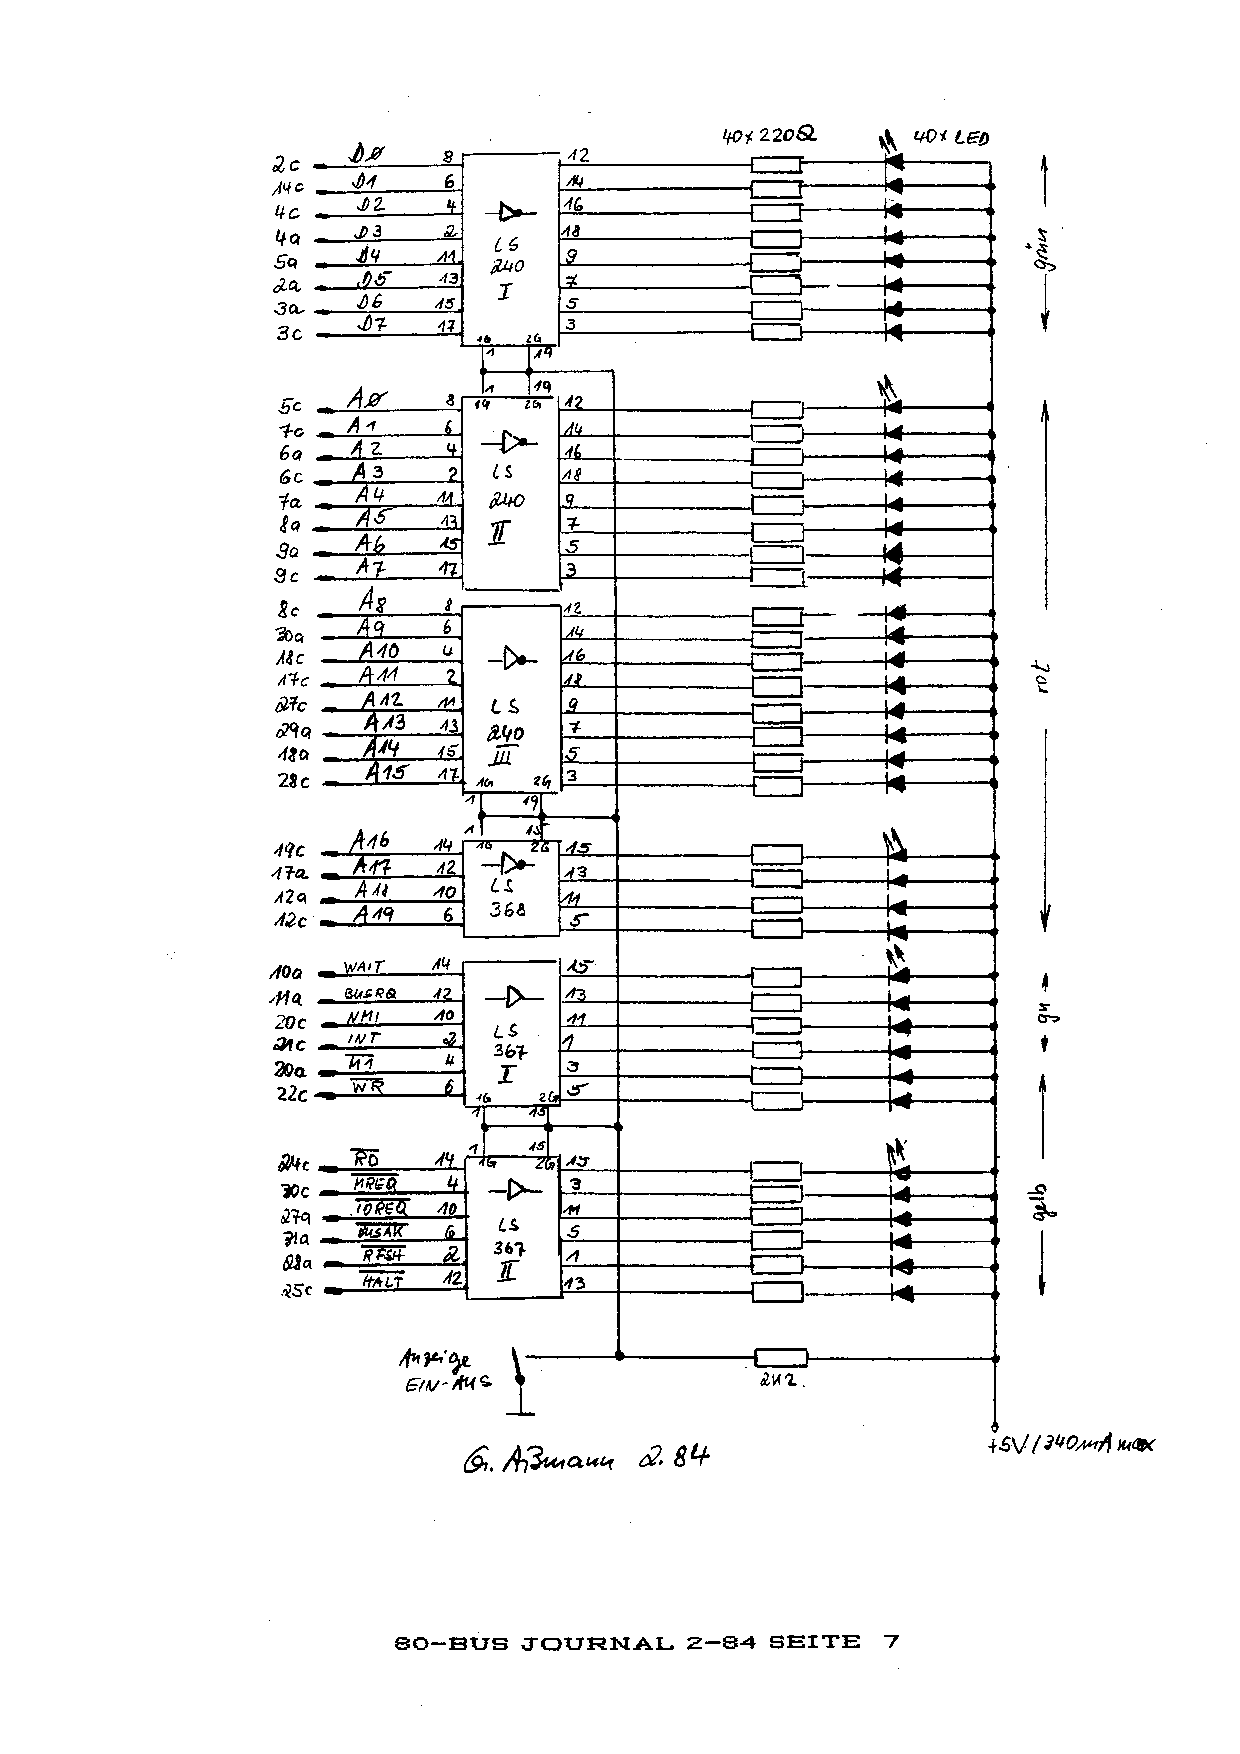 40x220Ω 40x LED
2c DØ 8 12
14c D1 6 14
4c D2 4 16
4a D3 2 18
5a D4 11 9
2a D5 13 7
3a D6 15 5
3c D7 17 3
LS
240
I
grün
1G 2G
1 19
1 19
1G 2G
5c AØ 8 12
7c A1 6 14
6a A2 4 16
6c A3 2 18
7a A4 11 9
8a A5 13 7
9a A6 15 5
9c A7 17 3
LS
240
II
8c A8 8 12
30a A9 6 14
18c A10 4 16
17c A11 2 18
27c A12 11 9
29a A13 13 7
18a A14 15 5
28c A15 17 3
LS
240
III
rot
1G 2G
1 19
1 15
1G 2G
19c A16 14 15
17a A17 12 13
12a A18 10 11
12c A19 6 5
LS
368
10a WAIT 14 15
11a BUSRQ 12 13
20c NMI 10 11
21c INT 2 1
20a M1 4 3
22c WR 6 5
LS
367
I
gn
1G 2G
1 15
1 15
1G 2G
24c RD 14 15
30c MREQ 4 3
27a IOREQ 10 11
31a BUSAK 6 5
28a RFSH 2 1
25c HALT 12 13
LS
367
II
gelb
Anzeige
EIN-AUS
2K2
+5V/340mA max
G. Aßmann 2.84
80-BUS JOURNAL 2-84 SEITE 7